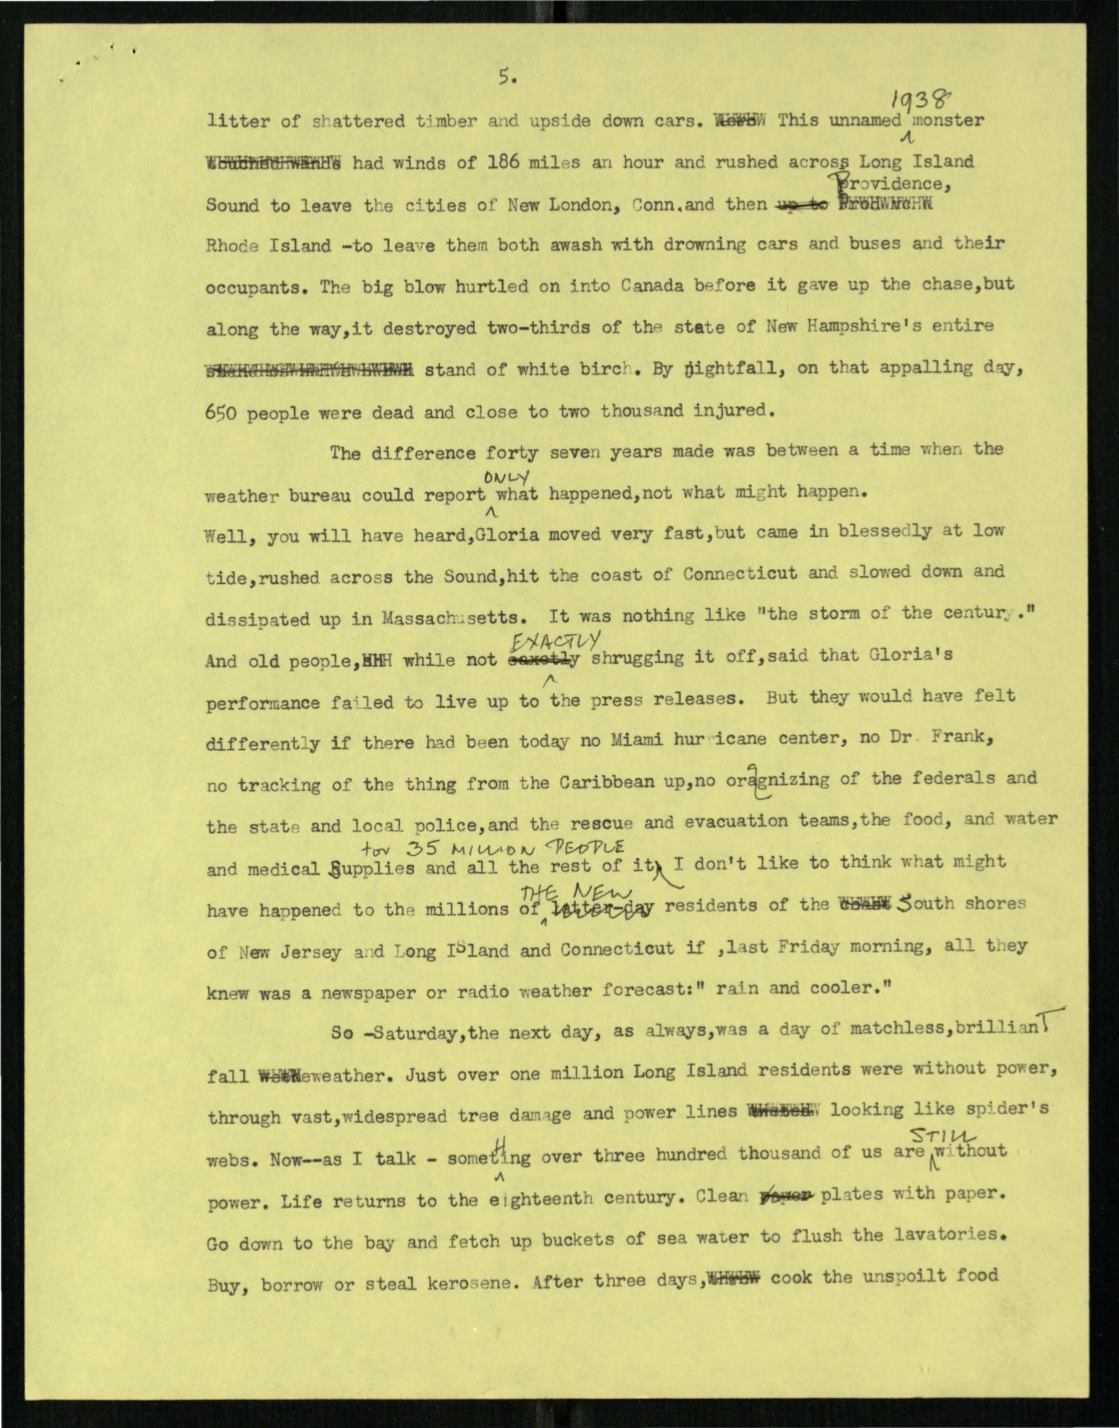 5.
litter of shattered timber and upside down cars. This unnamed 1938 monster
had winds of 186 miles an hour and rushed across Long Island
Sound to leave the cities of New London, Conn.and then up to Providence,
Rhode Island -to leave them both awash with drowning cars and buses and their
occupants. The big blow hurtled on into Canada before it gave up the chase,but
along the way,it destroyed two-thirds of the state of New Hampshire's entire
stand of white birch. By nightfall, on that appalling day,
650 people were dead and close to two thousand injured.
The difference forty seven years made was between a time when the
weather bureau could report ONLY what happened,not what might happen.
Well, you will have heard,Gloria moved very fast,but came in blessedly at low
tide,rushed across the Sound,hit the coast of Connecticut and slowed down and
dissipated up in Massachusetts. It was nothing like "the storm of the century."
And old people, while not eaxctly EXACTLY shrugging it off,said that Gloria's
performance failed to live up to the press releases. But they would have felt
differently if there had been today no Miami hurricane center, no Dr. Frank,
no tracking of the thing from the Caribbean up,no oragnizing of the federals and
the state and local police,and the rescue and evacuation teams,the food, and water
and medical Supplies and all the rest of it for 35 MILLION PEOPLE I don't like to think what might
have happened to the millions of THE NEW latter-day residents of the coast South shores
of New Jersey and Long ISland and Connecticut if ,last Friday morning, all they
knew was a newspaper or radio weather forecast:" rain and cooler."
So -Saturday,the next day, as always,was a day of matchless,brillianT
fall weather. Just over one million Long Island residents were without power,
through vast,widespread tree damage and power lines looking like spider's
webs. Now--as I talk - sometHing over three hundred thousand of us are STILL without
power. Life returns to the eighteenth century. Clean paper plates with paper.
Go down to the bay and fetch up buckets of sea water to flush the lavatories.
Buy, borrow or steal kerosene. After three days, cook the unspoilt food